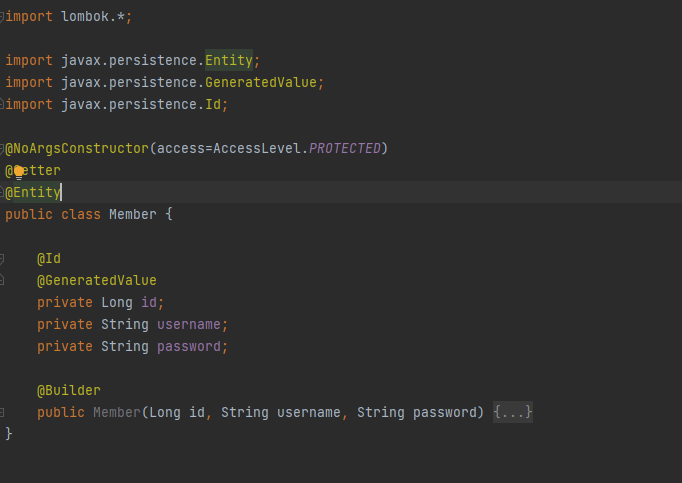 import lombok.*;
import javax.persistence.Entity;
import javax.persistence.GeneratedValue;
import javax.persistence.Id;
@NoArgsConstructor(access=AccessLevel.PROTECTED)
@Getter
@Entity
public class Member {
@Id
@GeneratedValue
private Long id;
private String username;
private String password;
@Builder
public Member(Long id, String username, String password) {...}
}